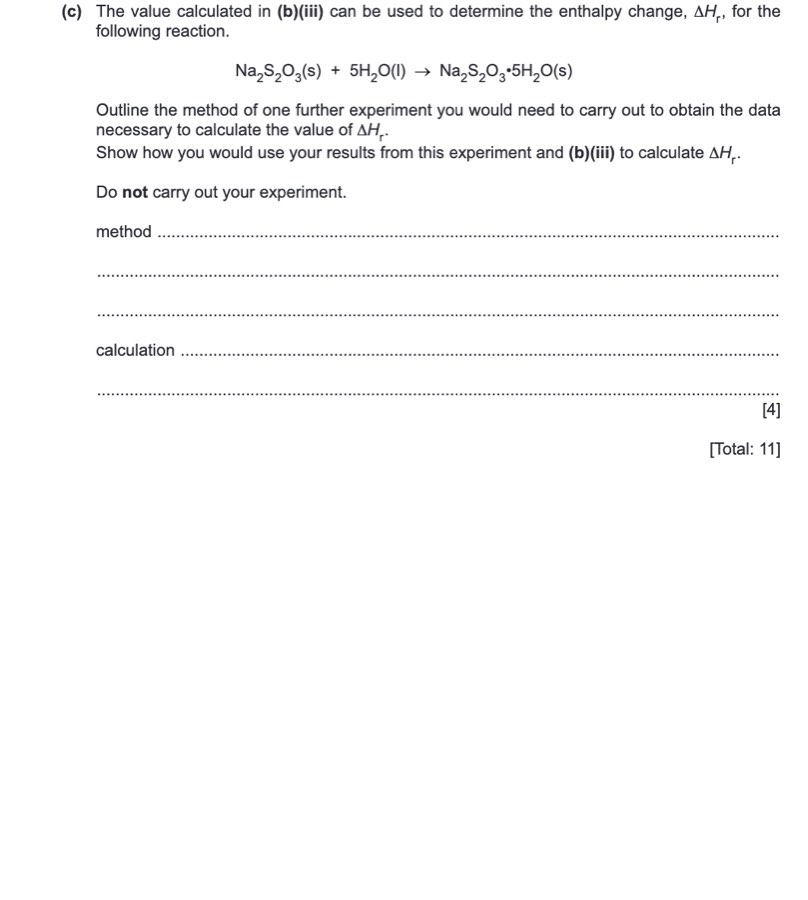 (c) The value calculated in (b)(iii) can be used to determine the enthalpy change, ΔHr, for the
following reaction.
Na2S2O3(s) + 5H2O(l) → Na2S2O3•5H2O(s)
Outline the method of one further experiment you would need to carry out to obtain the data
necessary to calculate the value of ΔHr.
Show how you would use your results from this experiment and (b)(iii) to calculate ΔHr.
Do not carry out your experiment.
method ....................................................................................................
....................................................................................................
....................................................................................................
calculation ....................................................................................................
....................................................................................................
[4]
[Total: 11]